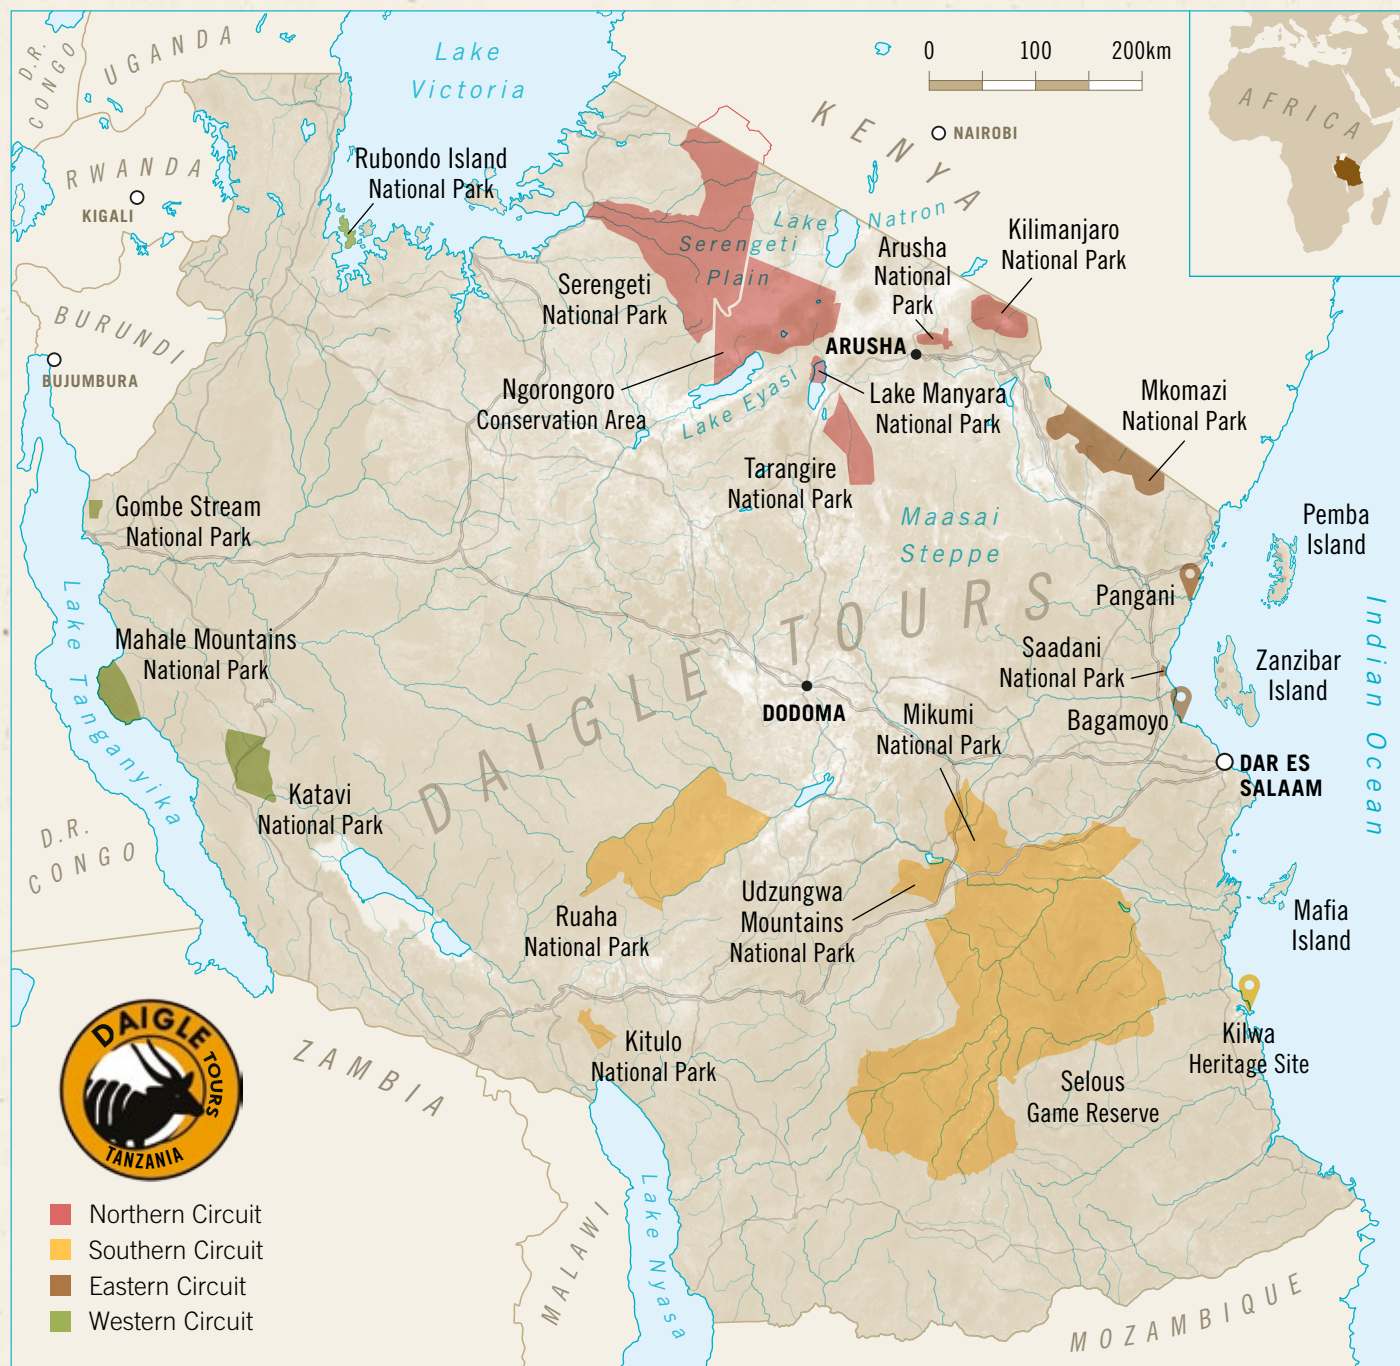 Lake
Victoria
0 100 200km
UGANDA
D.R.
CONGO
KENYA
NAIROBI
AFRICA
RWANDA
KIGALI
Rubondo Island
National Park
Lake Natron
Serengeti
Plain
Arusha
National
Park
Kilimanjaro
National Park
Serengeti
National Park
BURUNDI
BUJUMBURA
ARUSHA
Ngorongoro
Conservation Area
Lake Eyasi
Lake Manyara
National Park
Mkomazi
National Park
Tarangire
National Park
Gombe Stream
National Park
Maasai
Steppe
Pemba
Island
Pangani
Indian Ocean
Lake Tanganyika
Mahale Mountains
National Park
Saadani
National Park
Zanzibar
Island
DAIGLE TOURS
DODOMA
Mikumi
National Park
Bagamoyo
DAR ES
SALAAM
Katavi
National Park
D.R.
CONGO
Ruaha
National Park
Udzungwa
Mountains
National Park
Mafia
Island
Kitulo
National Park
Kilwa
Heritage Site
Selous
Game Reserve
ZAMBIA
DAIGLE
TOURS
TANZANIA
Lake Nyasa
MALAWI
MOZAMBIQUE
Northern Circuit
Southern Circuit
Eastern Circuit
Western Circuit